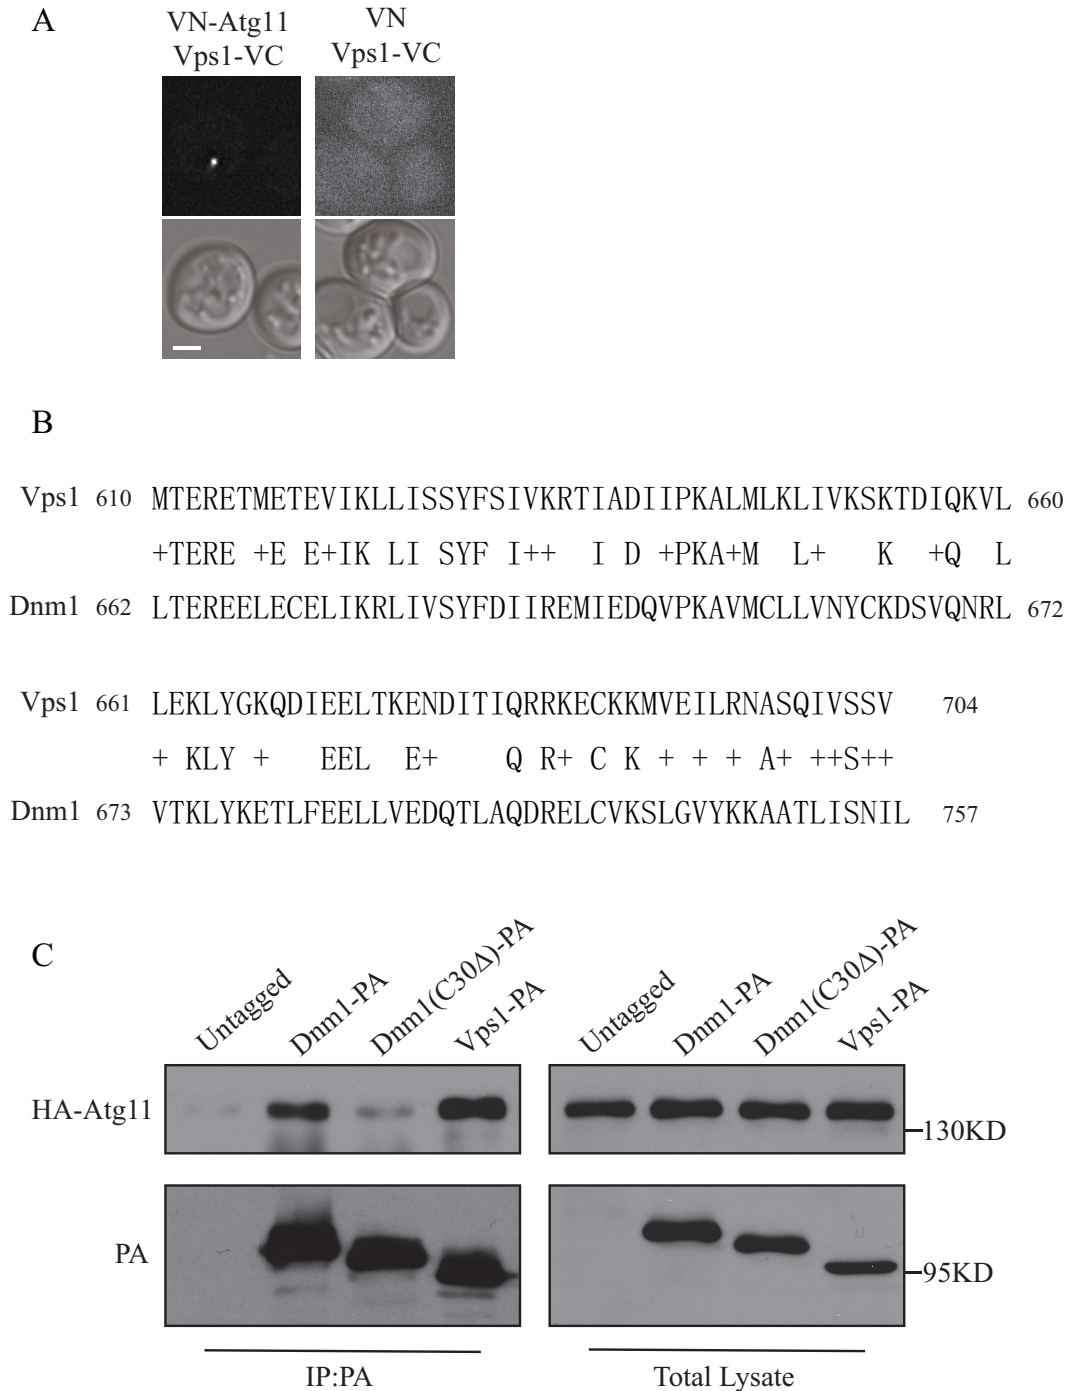 A
VN-Atg11
Vps1-VC
VN
Vps1-VC
B
Vps1 610 MTERETMETEVIKLLISSYFSIVKRTIADIIPKALMLKLIVKSKTDIQKVL 660
+TERE +E E+IK LI SYF I++ I D +PKA+M L+ K +Q L
Dnm1 662 LTEREELECELIKRLIVSYFDIIREMIEDQVPKAVMCLLVNYCKDSVQNRL 672
Vps1 661 LEKLYGKQDIEELTKENDITIQRRKECKKMVEILRNASQIVSSV 704
+ KLY + EEL E+ Q R+ C K + + + A+ ++S++
Dnm1 673 VTKLYKETLFEELLVEDQTLAQDRELCVKSLGVYKKAATLISNIL 757
C
Untagged
Dnm1-PA
Dnm1(C30Δ)-PA
Vps1-PA
Untagged
Dnm1-PA
Dnm1(C30Δ)-PA
Vps1-PA
HA-Atg11
130KD
PA
95KD
IP:PA
Total Lysate